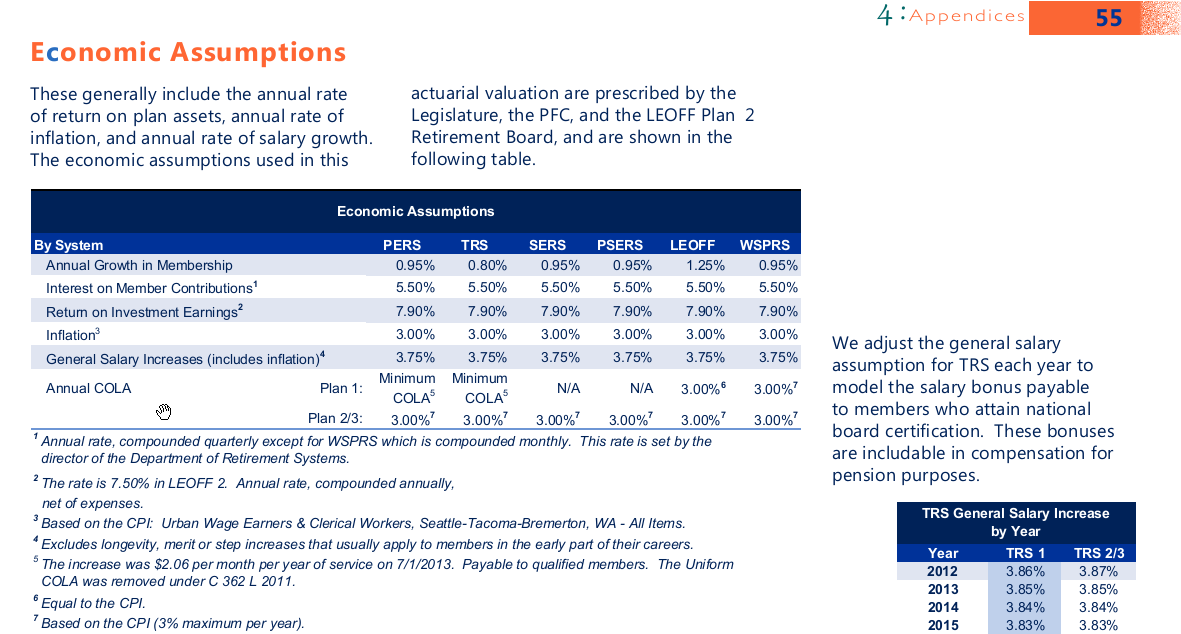 4: Appendices 55
Economic Assumptions
These generally include the annual rate
of return on plan assets, annual rate of
inflation, and annual rate of salary growth.
The economic assumptions used in this
actuarial valuation are prescribed by the
Legislature, the PFC, and the LEOFF Plan 2
Retirement Board, and are shown in the
following table.
Economic Assumptions
By System PERS TRS SERS PSERS LEOFF WSPRS
Annual Growth in Membership 0.95% 0.80% 0.95% 0.95% 1.25% 0.95%
Interest on Member Contributions¹ 5.50% 5.50% 5.50% 5.50% 5.50% 5.50%
Return on Investment Earnings² 7.90% 7.90% 7.90% 7.90% 7.90% 7.90%
Inflation³ 3.00% 3.00% 3.00% 3.00% 3.00% 3.00%
General Salary Increases (includes inflation)⁴ 3.75% 3.75% 3.75% 3.75% 3.75% 3.75%
Annual COLA Plan 1: Minimum COLA⁵ Minimum COLA⁵ N/A N/A 3.00%⁶ 3.00%⁷
Plan 2/3: 3.00%⁷ 3.00%⁷ 3.00%⁷ 3.00%⁷ 3.00%⁷ 3.00%⁷
¹ Annual rate, compounded quarterly except for WSPRS which is compounded monthly. This rate is set by the
director of the Department of Retirement Systems.
² The rate is 7.50% in LEOFF 2. Annual rate, compounded annually,
net of expenses.
³ Based on the CPI: Urban Wage Earners & Clerical Workers, Seattle-Tacoma-Bremerton, WA - All Items.
⁴ Excludes longevity, merit or step increases that usually apply to members in the early part of their careers.
⁵ The increase was $2.06 per month per year of service on 7/1/2013. Payable to qualified members. The Uniform
COLA was removed under C 362 L 2011.
⁶ Equal to the CPI.
⁷ Based on the CPI (3% maximum per year).
We adjust the general salary
assumption for TRS each year to
model the salary bonus payable
to members who attain national
board certification. These bonuses
are includable in compensation for
pension purposes.
TRS General Salary Increase
by Year
Year TRS 1 TRS 2/3
2012 3.86% 3.87%
2013 3.85% 3.85%
2014 3.84% 3.84%
2015 3.83% 3.83%